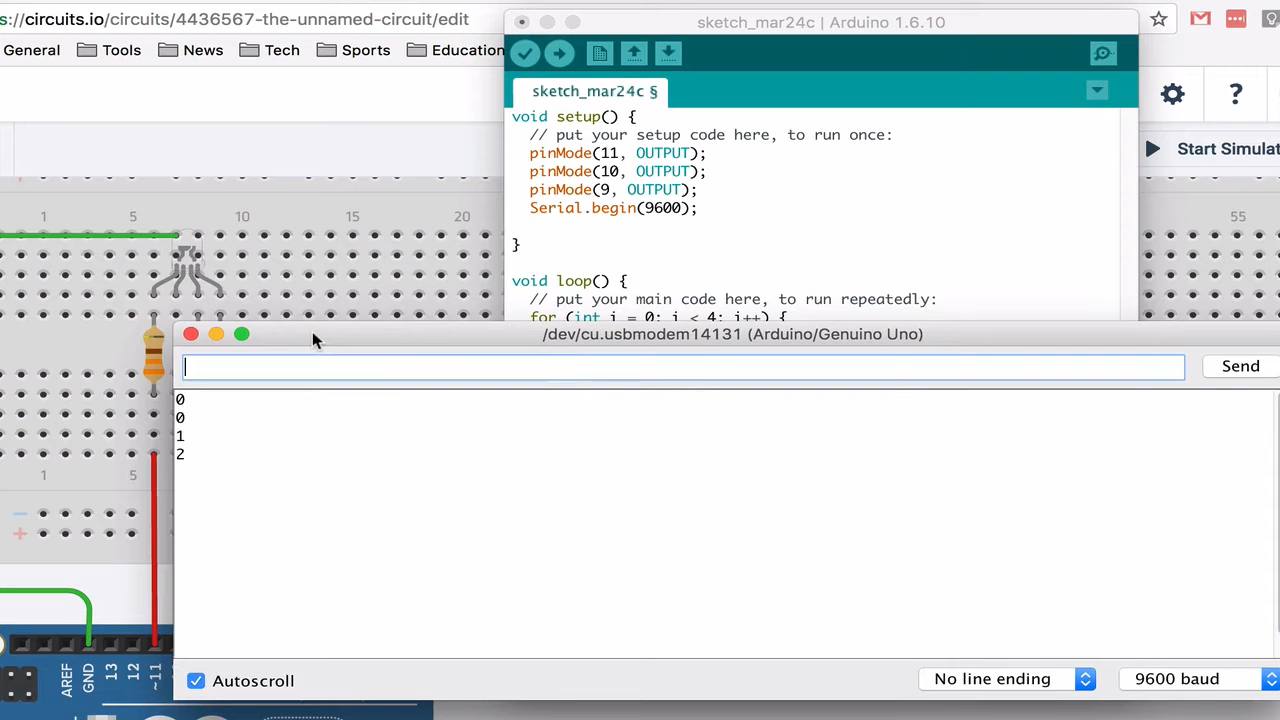 s://circuits.io/circuits/4436567-the-unnamed-circuit/edit
General Tools News Tech Sports Education
sketch_mar24c | Arduino 1.6.10
sketch_mar24c §
void setup() {
// put your setup code here, to run once:
pinMode(11, OUTPUT);
pinMode(10, OUTPUT);
pinMode(9, OUTPUT);
Serial.begin(9600);
}
void loop() {
// put your main code here, to run repeatedly:
for (int i = 0; i < 4; i++) {
?
Start Simulat
1 5 10 15 20 55
/dev/cu.usbmodem14131 (Arduino/Genuino Uno)
Send
0
0
1
2
1 5
AREF
GND
13
12
~11
Autoscroll
No line ending
9600 baud